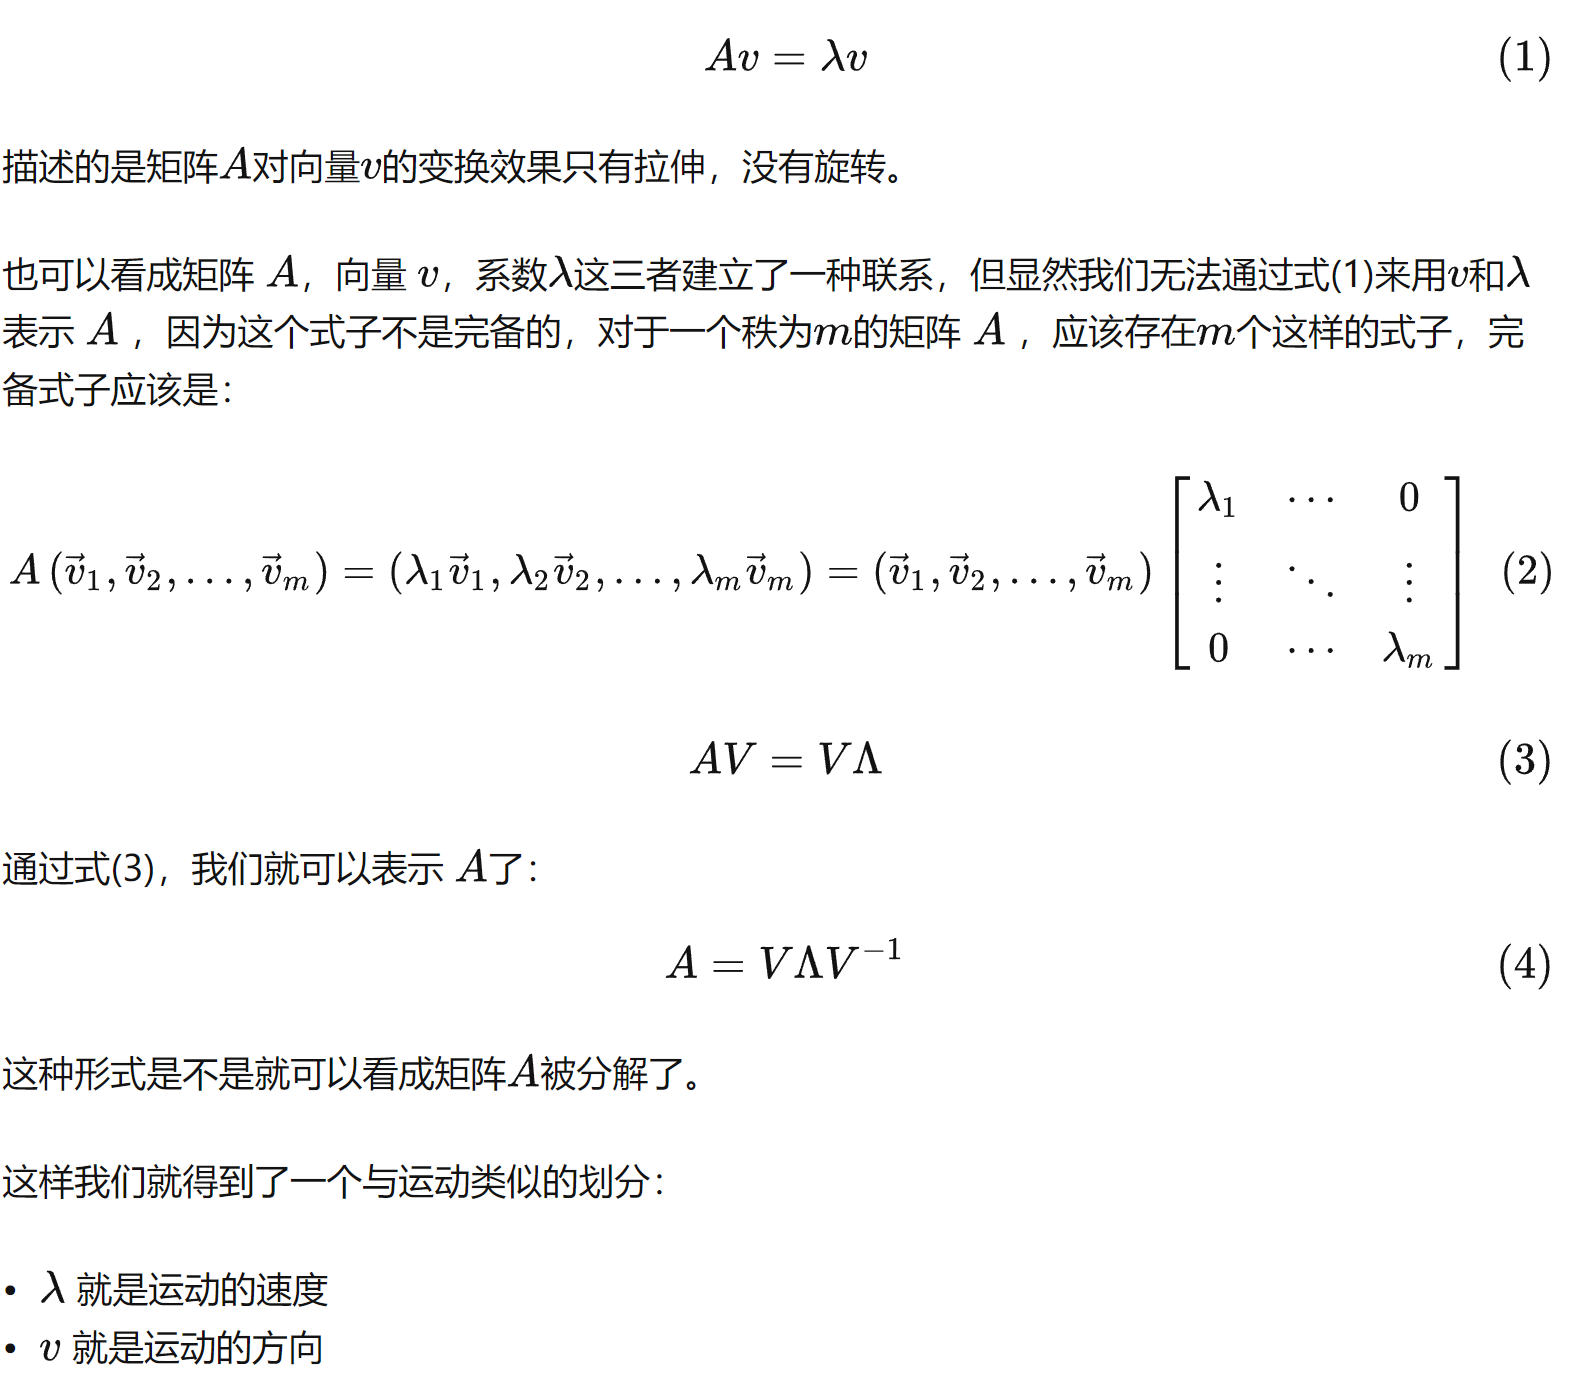 Av = λv (1)
描述的是矩阵A对向量v的变换效果只有拉伸，没有旋转。
也可以看成矩阵 A，向量 v，系数λ这三者建立了一种联系，但显然我们无法通过式(1)来用v和λ
表示 A ，因为这个式子不是完备的，对于一个秩为m的矩阵 A ，应该存在m个这样的式子，完
备式子应该是：
A (v⃗₁, v⃗₂, …, v⃗ₘ) = (λ₁v⃗₁, λ₂v⃗₂, …, λₘv⃗ₘ) = (v⃗₁, v⃗₂, …, v⃗ₘ) [λ₁ ⋯ 0; ⋮ ⋱ ⋮; 0 ⋯ λₘ] (2)
AV = VΛ (3)
通过式(3)，我们就可以表示 A了：
A = VΛV⁻¹ (4)
这种形式是不是就可以看成矩阵A被分解了。
这样我们就得到了一个与运动类似的划分：
• λ 就是运动的速度
• v 就是运动的方向